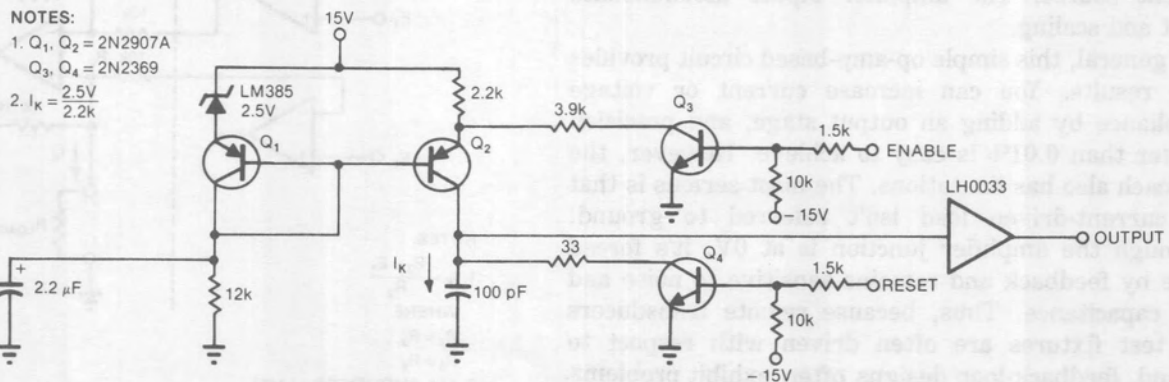 NOTES:
1. Q1, Q2 = 2N2907A
Q3, Q4 = 2N2369
2. IK = 2.5V
2.2k
15V
LM385
2.5V
2.2k
Q1
Q2
3.9k
Q3
1.5k
ENABLE
10k
-15V
LH0033
OUTPUT
2.2 µF
+
12k
IK
100 pF
33
Q4
1.5k
RESET
10k
-15V